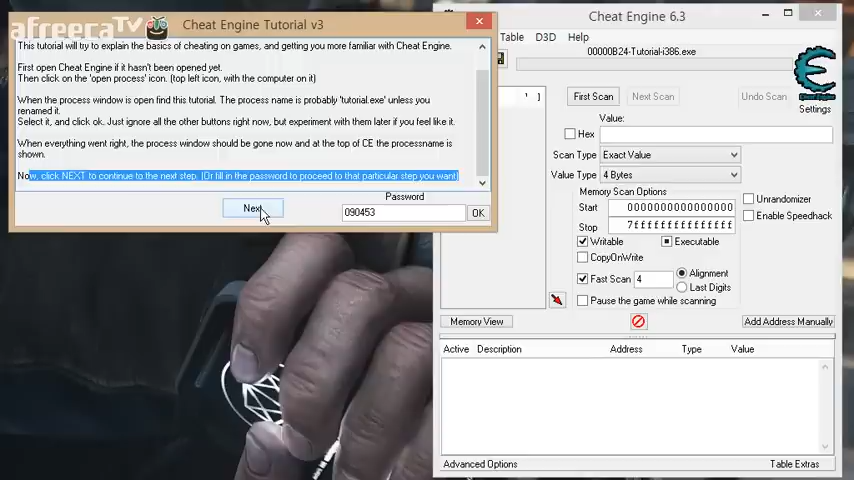 afreecaTV
Cheat Engine Tutorial v3
This tutorial will try to explain the basics of cheating on games, and getting you more familiar with Cheat Engine.
First open Cheat Engine if it hasn't been opened yet.
Then click on the 'open process' icon. (top left icon, with the computer on it)
When the process window is open find this tutorial. The process name is probably 'tutorial.exe' unless you
renamed it.
Select it, and click ok. Just ignore all the other buttons right now, but experiment with them later if you feel like it.
When everything went right, the process window should be gone now and at the top of CE the processname is
shown.
Now, click NEXT to continue to the next step. (Or fill in the password to proceed to that particular step you want)
Next
Password
090453
OK
Cheat Engine 6.3
Table D3D Help
00000B24-Tutorial-i386.exe
Cheat Engine
Settings
First Scan
Next Scan
Undo Scan
Value:
Hex
Scan Type
Exact Value
Value Type
4 Bytes
Memory Scan Options
Start
0000000000000000
Stop
7fffffffffffffff
Writable
Executable
CopyOnWrite
Fast Scan
4
Alignment
Last Digits
Pause the game while scanning
Unrandomizer
Enable Speedhack
Memory View
Add Address Manually
Active Description Address Type Value
Advanced Options
Table Extras